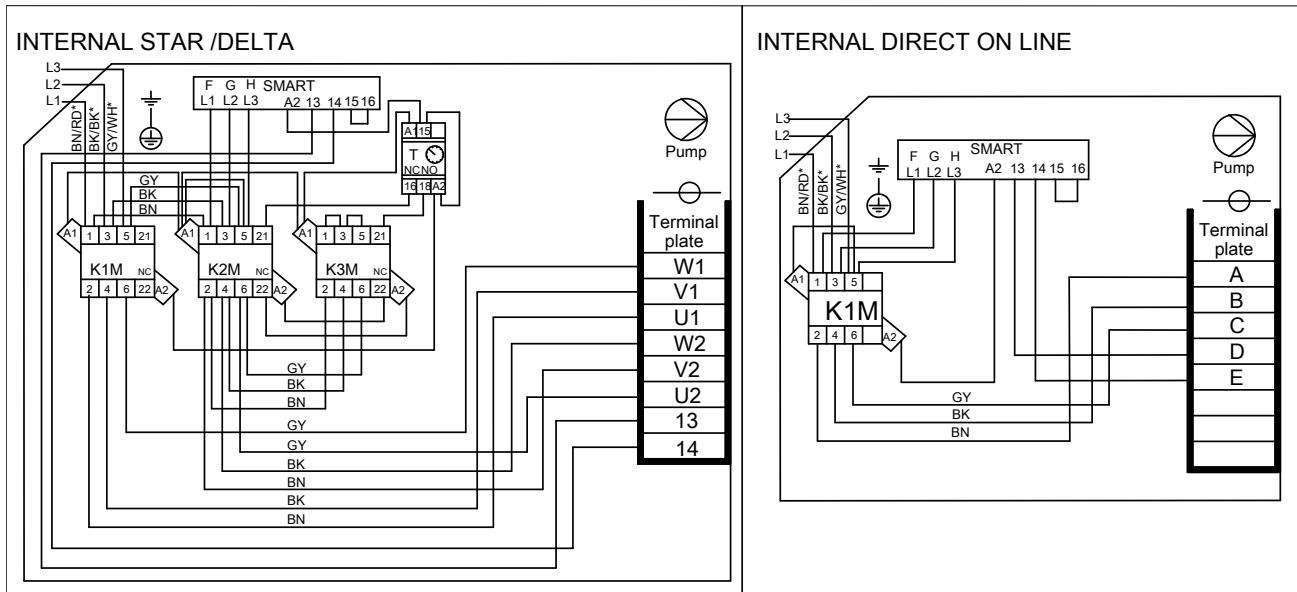 INTERNAL STAR /DELTA
L3
L2
L1
BN/RD*
BK/BK*
GY/WH*
F G H SMART
L1 L2 L3 A2 13 14 15 16
A1 15
T
NC NO
16 18 A2
Pump
GY
BK
BN
A1 1 3 5 21
K1M NC
2 4 6 22 A2
A1 1 3 5 21
K2M NC
2 4 6 22 A2
1 3 5 21
K3M NC
2 4 6 22 A2
Terminal
plate
W1
V1
U1
W2
V2
U2
13
14
GY
BK
BN
GY
GY
BK
BN
BK
BN
INTERNAL DIRECT ON LINE
L3
L2
L1
BN/RD*
BK/BK*
GY/WH*
SMART
F G H
L1 L2 L3 A2 13 14 15 16
Pump
A1 1 3 5
K1M
2 4 6 A2
Terminal
plate
A
B
C
D
E
GY
BK
BN